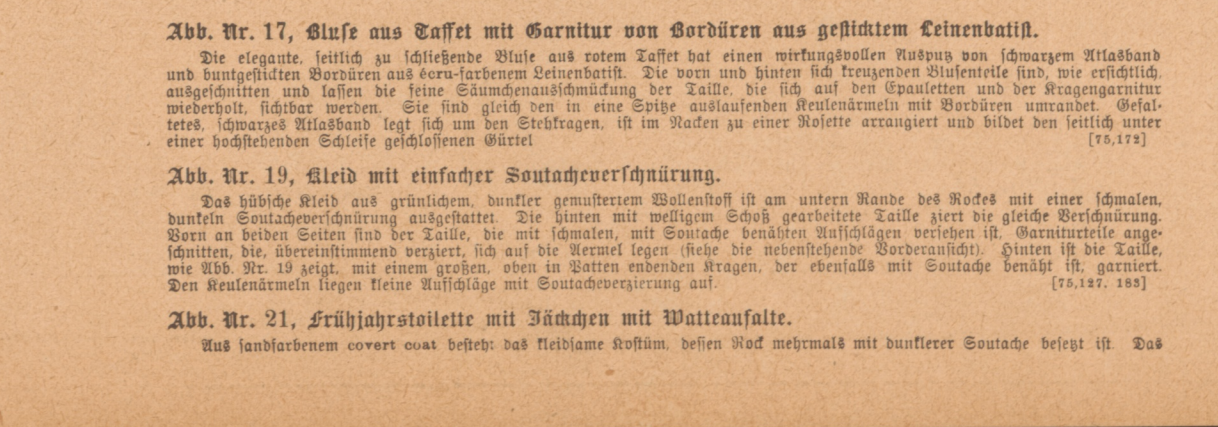 Abb. Nr. 17, Bluse aus Taffet mit Garnitur von Bordüren aus gesticktem Leinenbatist.
Die elegante, seitlich zu schließende Bluse aus rotem Taffet hat einen wirkungsvollen Ausputz von schwarzem Atlasband
und buntgestickten Bordüren aus écru-farbenem Leinenbatist. Die vorn und hinten sich kreuzenden Blusenteile sind, wie ersichtlich,
ausgeschnitten und lassen die feine Säumchenausschmückung der Taille, die sich auf den Epauletten und der Kragengarnitur
wiederholt, sichtbar werden. Sie sind gleich den in eine Spitze auslaufenden Keulenärmeln mit Bordüren umrandet. Gefal-
tetes, schwarzes Atlasband legt sich um den Stehkragen, ist im Nacken zu einer Rosette arrangiert und bildet den seitlich unter
einer hochstehenden Schleife geschlossenen Gürtel [75,172]
Abb. Nr. 19, Kleid mit einfacher Soutacheverschnürung.
Das hübsche Kleid aus grünlichem, dunkler gemustertem Wollenstoff ist am untern Rande des Rockes mit einer schmalen,
dunkeln Soutacheverschnürung ausgestattet. Die hinten mit welligem Schoß gearbeitete Taille ziert die gleiche Verschnürung.
Vorn an beiden Seiten sind der Taille, die mit schmalen, mit Soutache benähten Aufschlägen versehen ist, Garniturteile ange-
schnitten, die, übereinstimmend verziert, sich auf die Aermel legen (siehe die nebenstehende Vorderansicht). Hinten ist die Taille,
wie Abb. Nr. 19 zeigt, mit einem großen, oben in Patten endenden Kragen, der ebenfalls mit Soutache benäht ist, garniert.
Den Keulenärmeln liegen kleine Aufschläge mit Soutacheverzierung auf. [75,127. 183]
Abb. Nr. 21, Frühjahrstoilette mit Jäckchen mit Watteaufalte.
Aus sandfarbenem covert coat besteht das kleidsame Kostüm, dessen Rock mehrmals mit dunklerer Soutache besetzt ist. Das